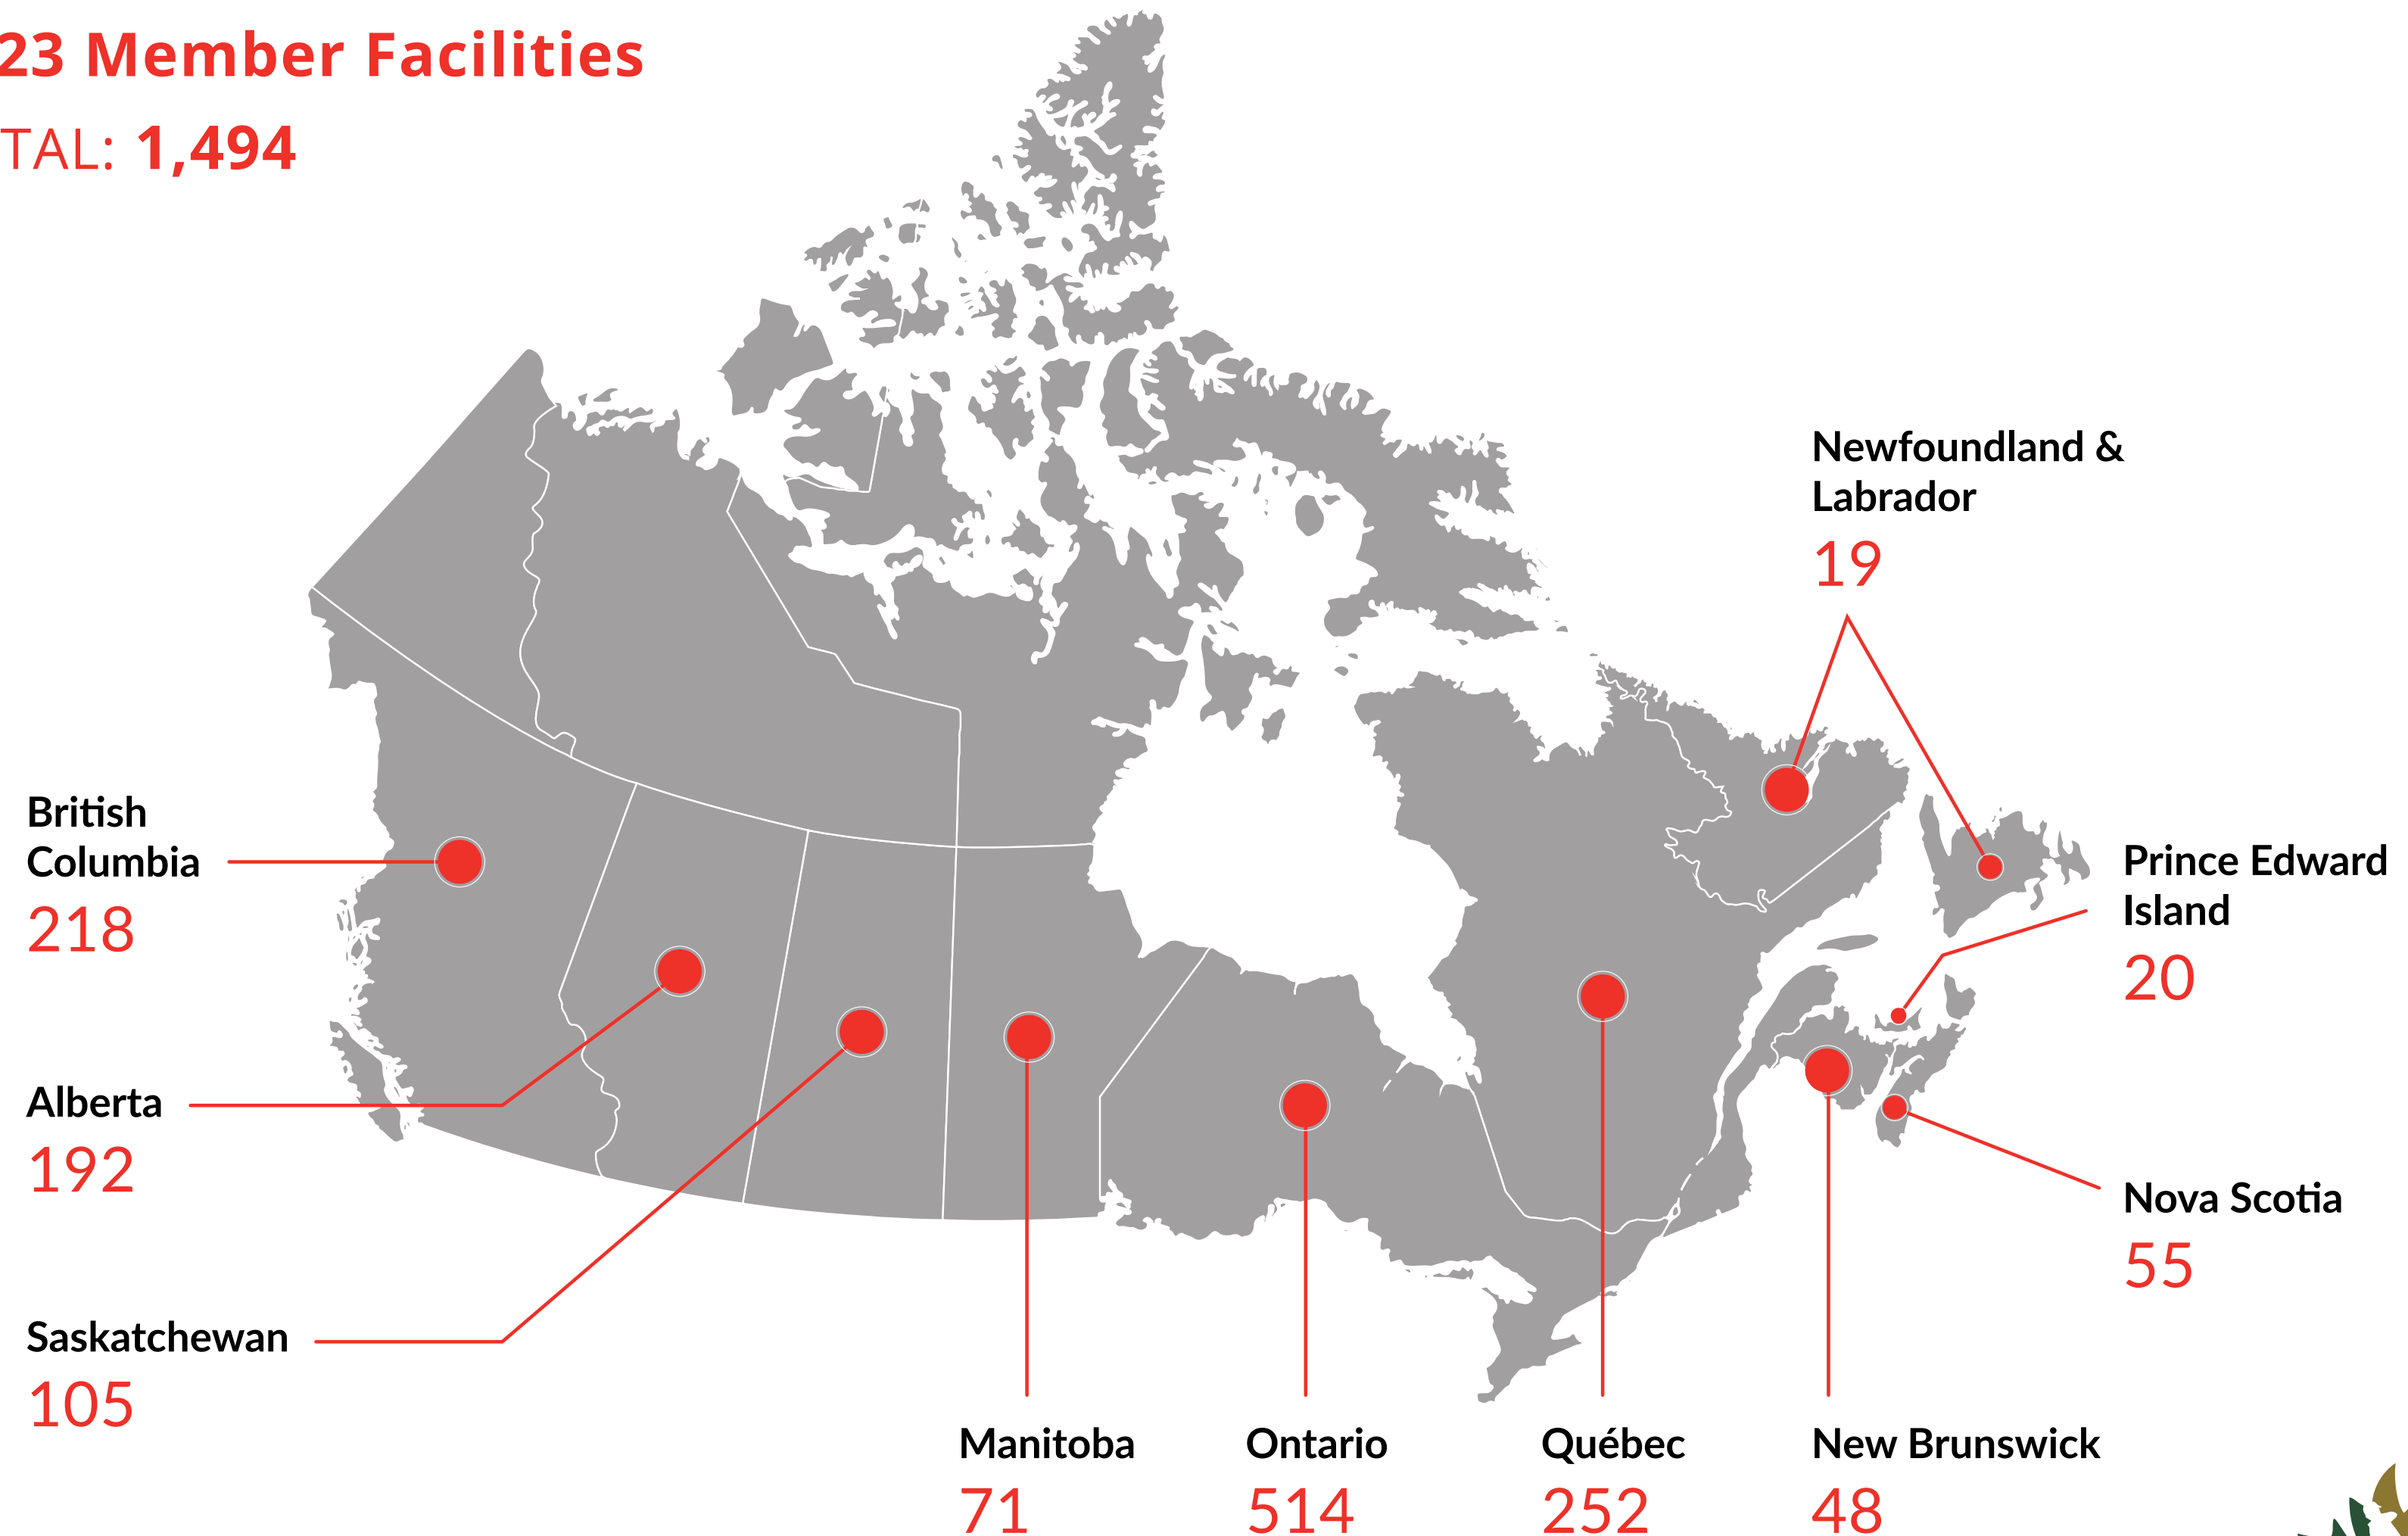 23 Member Facilities
TAL: 1,494
Newfoundland &
Labrador
19
British
Columbia
218
Prince Edward
Island
20
Alberta
192
Nova Scotia
55
Saskatchewan
105
Manitoba
71
Ontario
514
Québec
252
New Brunswick
48